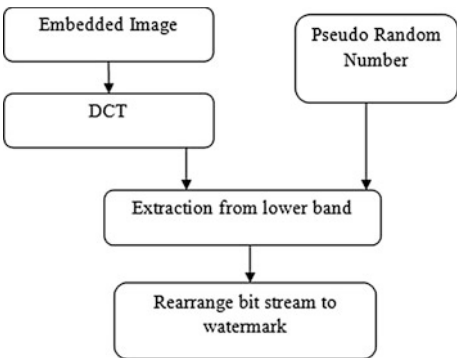 Embedded Image
Pseudo Random
Number
DCT
Extraction from lower band
Rearrange bit stream to
watermark